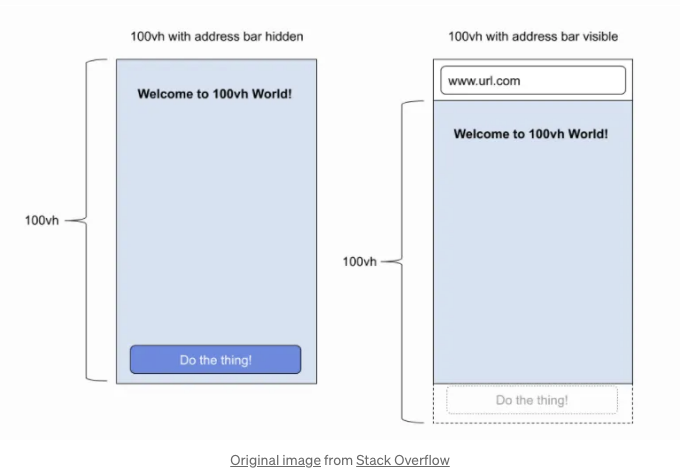 100vh with address bar hidden
Welcome to 100vh World!
100vh
Do the thing!
100vh with address bar visible
www.url.com
Welcome to 100vh World!
100vh
Do the thing!
Original image from Stack Overflow